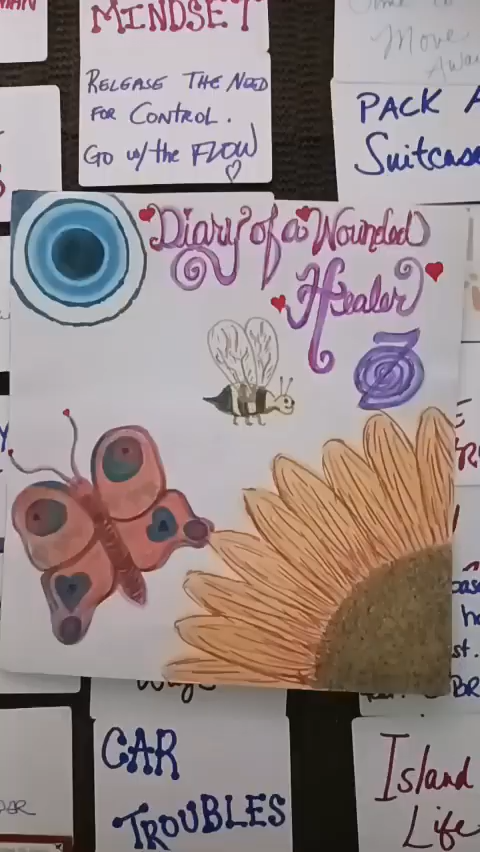 MINDSET
RELEASE THE NEED
FOR CONTROL.
GO w/the FLOW
Move
PACK A
Suitcase
Diary of a Wounded
Healer
CAR
TROUBLES
Island
Life